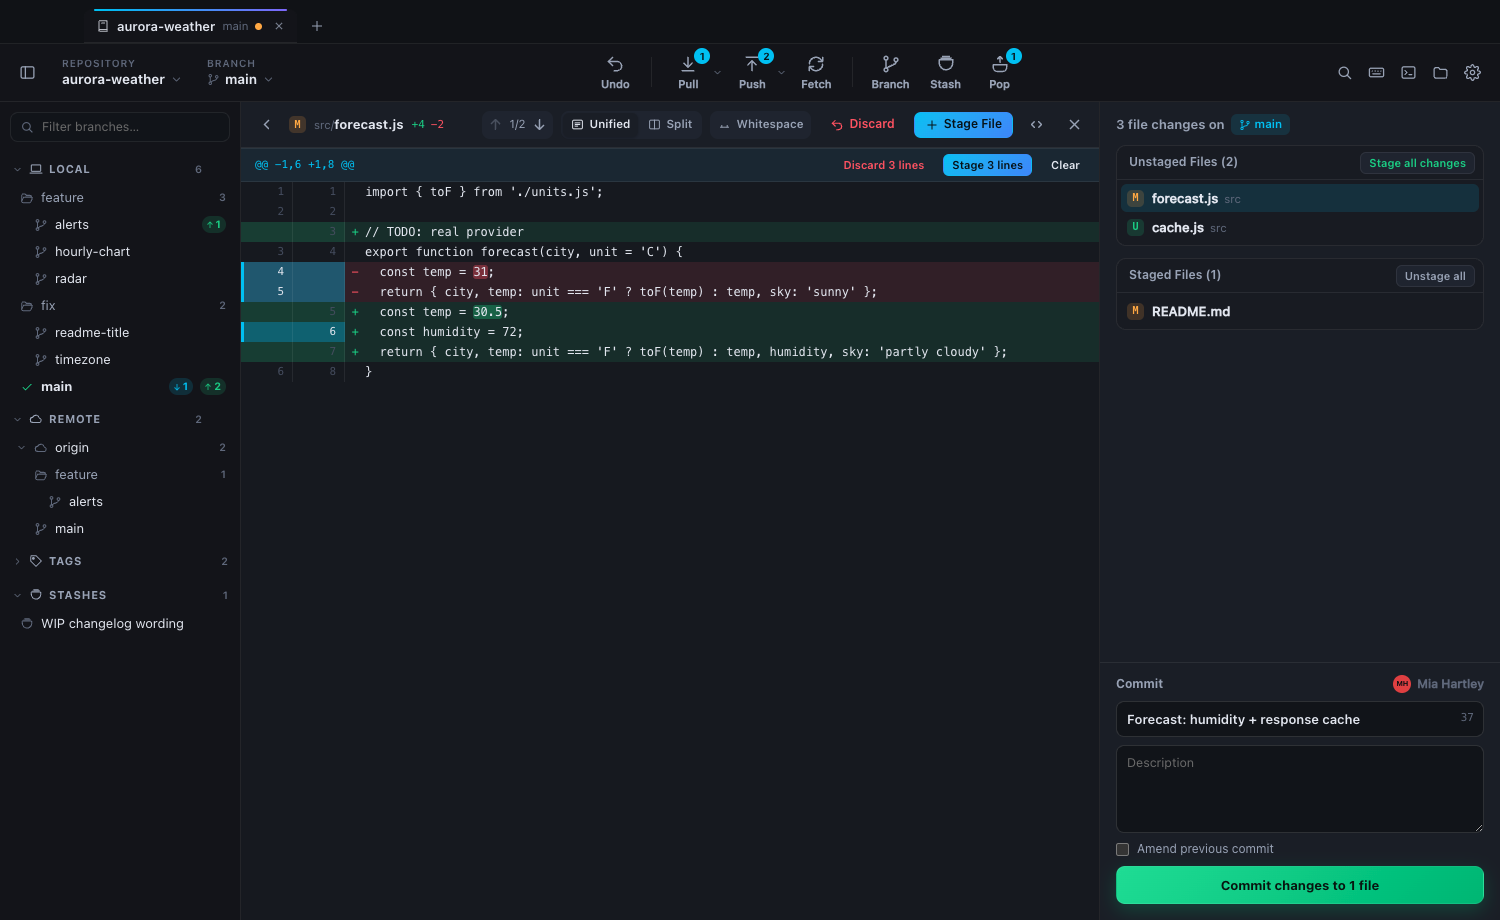 aurora-weather main
REPOSITORY
aurora-weather
BRANCH
main
Undo
Pull 1
Push 2
Fetch
Branch
Stash
Pop 1
Filter branches...
LOCAL 6
feature 3
alerts ↑1
hourly-chart
radar
fix 2
readme-title
timezone
main ↓1 ↑2
REMOTE 2
origin 2
feature 1
alerts
main
TAGS 2
STASHES 1
WIP changelog wording
M src/forecast.js +4 −2
1/2
Unified
Split
Whitespace
Discard
+ Stage File
@@ −1,6 +1,8 @@
Discard 3 lines
Stage 3 lines
Clear
1 1 import { toF } from './units.js';
2 2
3 + // TODO: real provider
3 4 export function forecast(city, unit = 'C') {
4 − const temp = 31;
5 − return { city, temp: unit === 'F' ? toF(temp) : temp, sky: 'sunny' };
5 + const temp = 30.5;
6 + const humidity = 72;
7 + return { city, temp: unit === 'F' ? toF(temp) : temp, humidity, sky: 'partly cloudy' };
6 8 }
3 file changes on main
Unstaged Files (2)
Stage all changes
M forecast.js src
U cache.js src
Staged Files (1)
Unstage all
M README.md
Commit
MH Mia Hartley
Forecast: humidity + response cache 37
Description
Amend previous commit
Commit changes to 1 file